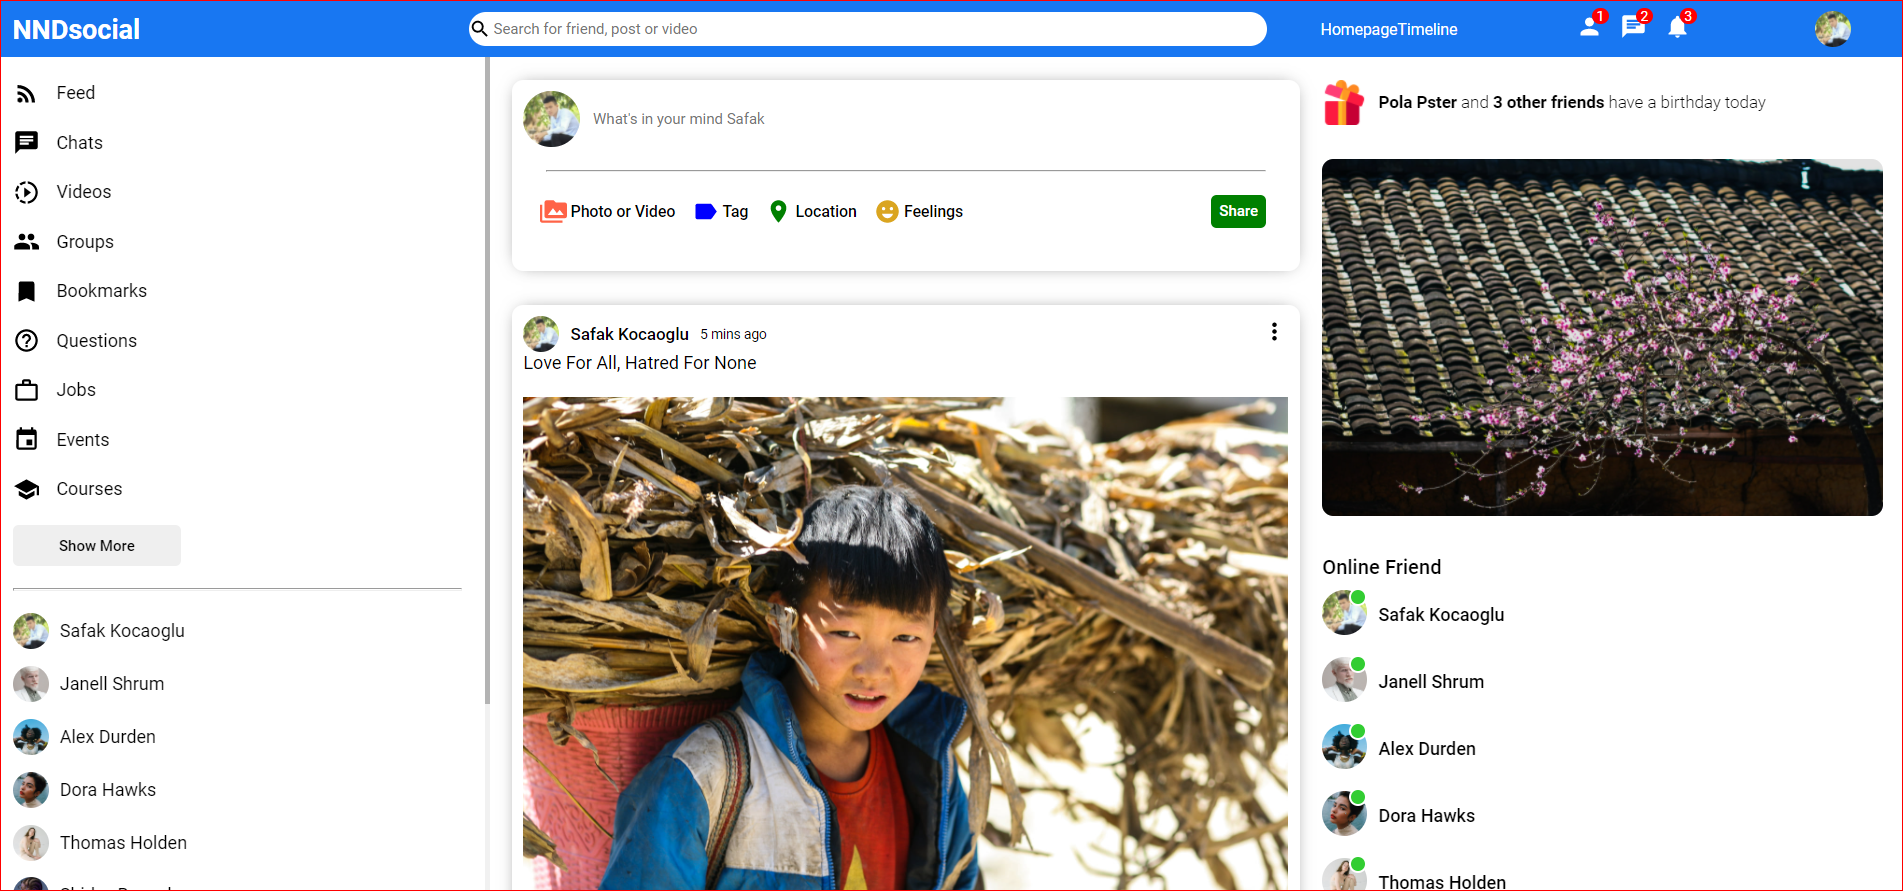 NNDsocial
Search for friend, post or video
HomepageTimeline
1
2
3
Feed
Chats
Videos
Groups
Bookmarks
Questions
Jobs
Events
Courses
Show More
Safak Kocaoglu
Janell Shrum
Alex Durden
Dora Hawks
Thomas Holden
What's in your mind Safak
Photo or Video
Tag
Location
Feelings
Share
Safak Kocaoglu 5 mins ago
Love For All, Hatred For None
Pola Pster and 3 other friends have a birthday today
Online Friend
Safak Kocaoglu
Janell Shrum
Alex Durden
Dora Hawks
Thomas Holden